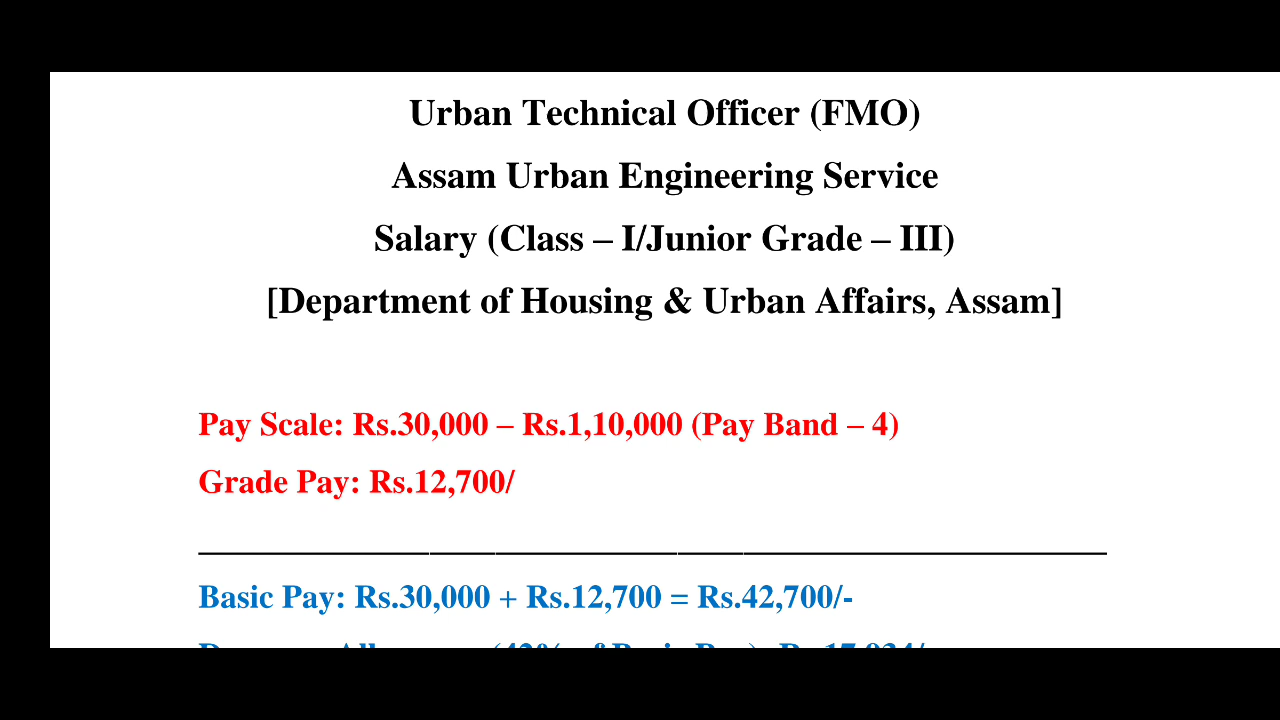 Urban Technical Officer (FMO)
Assam Urban Engineering Service
Salary (Class – I/Junior Grade – III)
[Department of Housing & Urban Affairs, Assam]
Pay Scale: Rs.30,000 – Rs.1,10,000 (Pay Band – 4)
Grade Pay: Rs.12,700/
Basic Pay: Rs.30,000 + Rs.12,700 = Rs.42,700/-